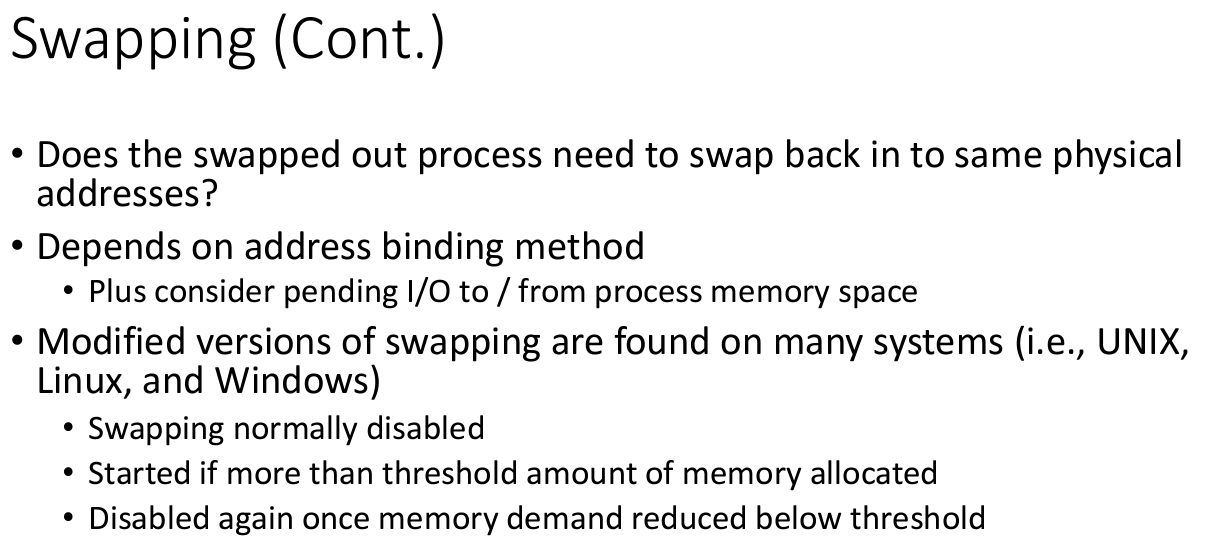 Swapping (Cont.)
• Does the swapped out process need to swap back in to same physical
addresses?
• Depends on address binding method
• Plus consider pending I/O to / from process memory space
• Modified versions of swapping are found on many systems (i.e., UNIX,
Linux, and Windows)
• Swapping normally disabled
• Started if more than threshold amount of memory allocated
• Disabled again once memory demand reduced below threshold